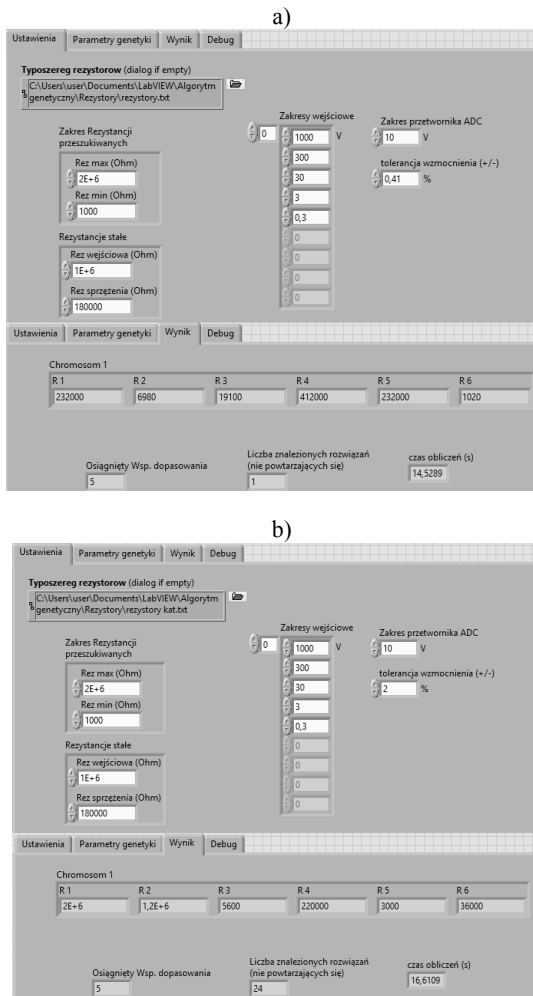 a)
Ustawienia Parametry genetyki Wynik Debug
Typoszereg rezystorow (dialog if empty)
C:\Users\user\Documents\LabVIEW\Algorytm
genetyczny\Rezystory\rezystory.txt
Zakresy wejściowe
Zakres przetwornika ADC
Zakres Rezystancji
przeszukiwanych
0 1000 V 10 V
Rez max (Ohm)
300
tolerancja wzmocnienia (+/-)
2E+6
30
0,41 %
Rez min (Ohm)
3
1000
0,3
Rezystancje stałe
0
Rez wejściowa (Ohm)
0
1E+6
0
Rez sprzężenia (Ohm)
0
180000
Ustawienia Parametry genetyki Wynik Debug
Chromosom 1
R 1 R 2 R 3 R 4 R 5 R 6
232000 6980 19100 412000 232000 1020
Osiągnięty Wsp. dopasowania
Liczba znalezionych rozwiązań
(nie powtarzających się)
czas obliczeń (s)
5 1 14,5289
b)
Ustawienia Parametry genetyki Wynik Debug
Typoszereg rezystorow (dialog if empty)
C:\Users\user\Documents\LabVIEW\Algorytm
genetyczny\Rezystory\rezystory kat.txt
Zakresy wejściowe
Zakres przetwornika ADC
Zakres Rezystancji
przeszukiwanych
0 1000 V 10 V
Rez max (Ohm)
300
tolerancja wzmocnienia (+/-)
2E+6
30
2 %
Rez min (Ohm)
3
1000
0,3
Rezystancje stałe
0
Rez wejściowa (Ohm)
0
1E+6
0
Rez sprzężenia (Ohm)
0
180000
Ustawienia Parametry genetyki Wynik Debug
Chromosom 1
R 1 R 2 R 3 R 4 R 5 R 6
2E+6 1,2E+6 5600 220000 3000 36000
Osiągnięty Wsp. dopasowania
Liczba znalezionych rozwiązań
(nie powtarzających się)
czas obliczeń (s)
5 24 16,6109